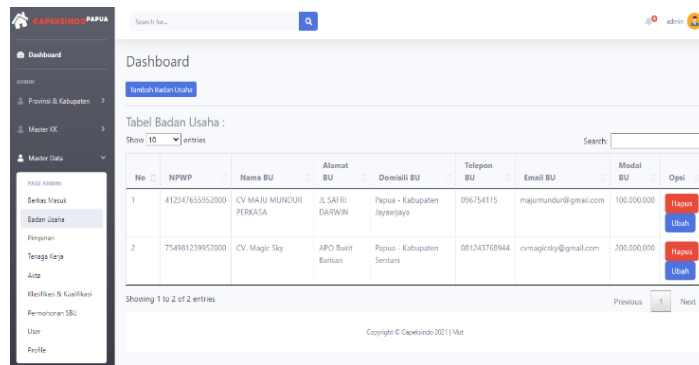 GAPEKSINDO PAPUA
Search for...
admin
Dashboard
ADMIN
Provinsi & Kabupaten
Master KK
Master Data
PAGE ADMIN:
Berkas Masuk
Badan Usaha
Pimpinan
Tenaga Kerja
Akta
Klasifikasi & Kualifikasi
Permohonan SBU
User
Profile
Dashboard
Tambah Badan Usaha
Tabel Badan Usaha :
Show 10 entries
Search:
No NPWP Nama BU Alamat BU Domisili BU Telepon BU Email BU Modal BU Opsi
1 412347655952000 CV MAJU MUNDUR PERKASA JL SAFRI DARWIN Papua - Kabupaten Jayawijaya 096754115 majumundur@gmail.com 100.000.000 Hapus Ubah
2 754981239952000 CV. Magic Sky APO Bukit Barisan Papua - Kabupaten Sentani 081243768944 cvmagicsky@gmail.com 200.000.000 Hapus Ubah
Showing 1 to 2 of 2 entries
Previous 1 Next
Copyright © Gapeksindo 2021 | Mut